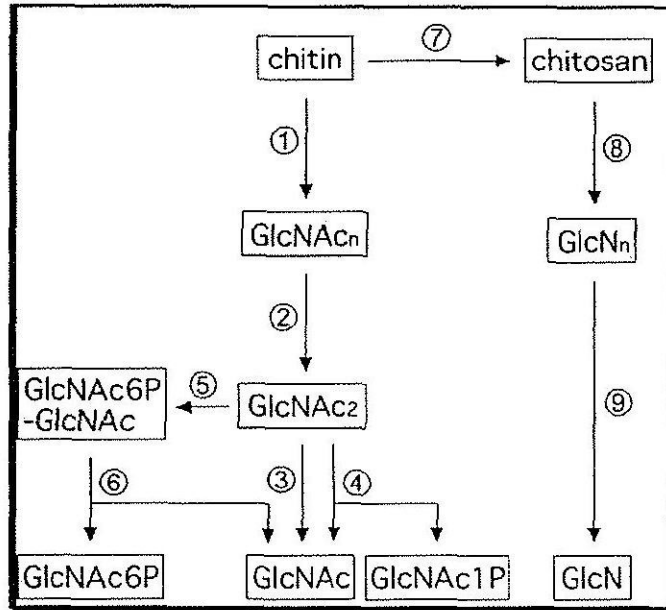 chitin
⑦
chitosan
①
⑧
GlcNAcn
GlcNn
②
GlcNAc6P
-GlcNAc
⑤
GlcNAc2
⑨
⑥
③
④
GlcNAc6P
GlcNAc
GlcNAc1P
GlcN